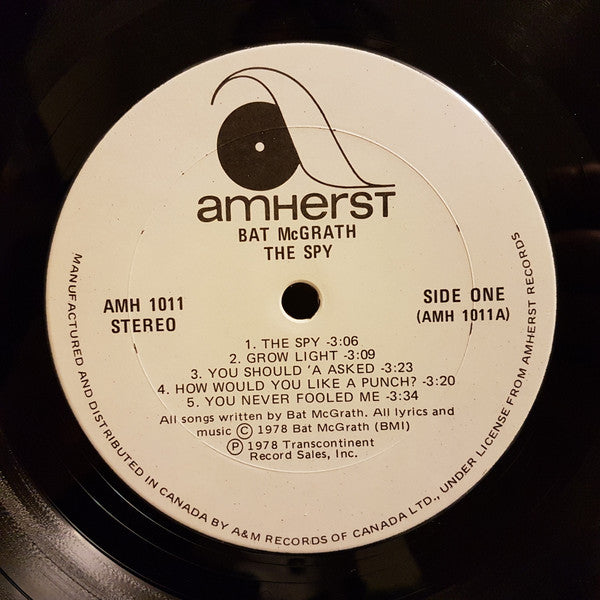 amHersT
BAT McGRATH
THE SPY
AMH 1011
STEREO
SIDE ONE
(AMH 1011A)
1. THE SPY -3:06
2. GROW LIGHT -3:09
3. YOU SHOULD 'A ASKED -3:23
4. HOW WOULD YOU LIKE A PUNCH? -3:20
5. YOU NEVER FOOLED ME -3:34
All songs written by Bat McGrath. All lyrics and
music © 1978 Bat McGrath (BMI)
℗ 1978 Transcontinent
Record Sales, Inc.
MANUFACTURED AND DISTRIBUTED IN CANADA BY A&M RECORDS OF CANADA LTD., UNDER LICENSE FROM AMHERST RECORDS